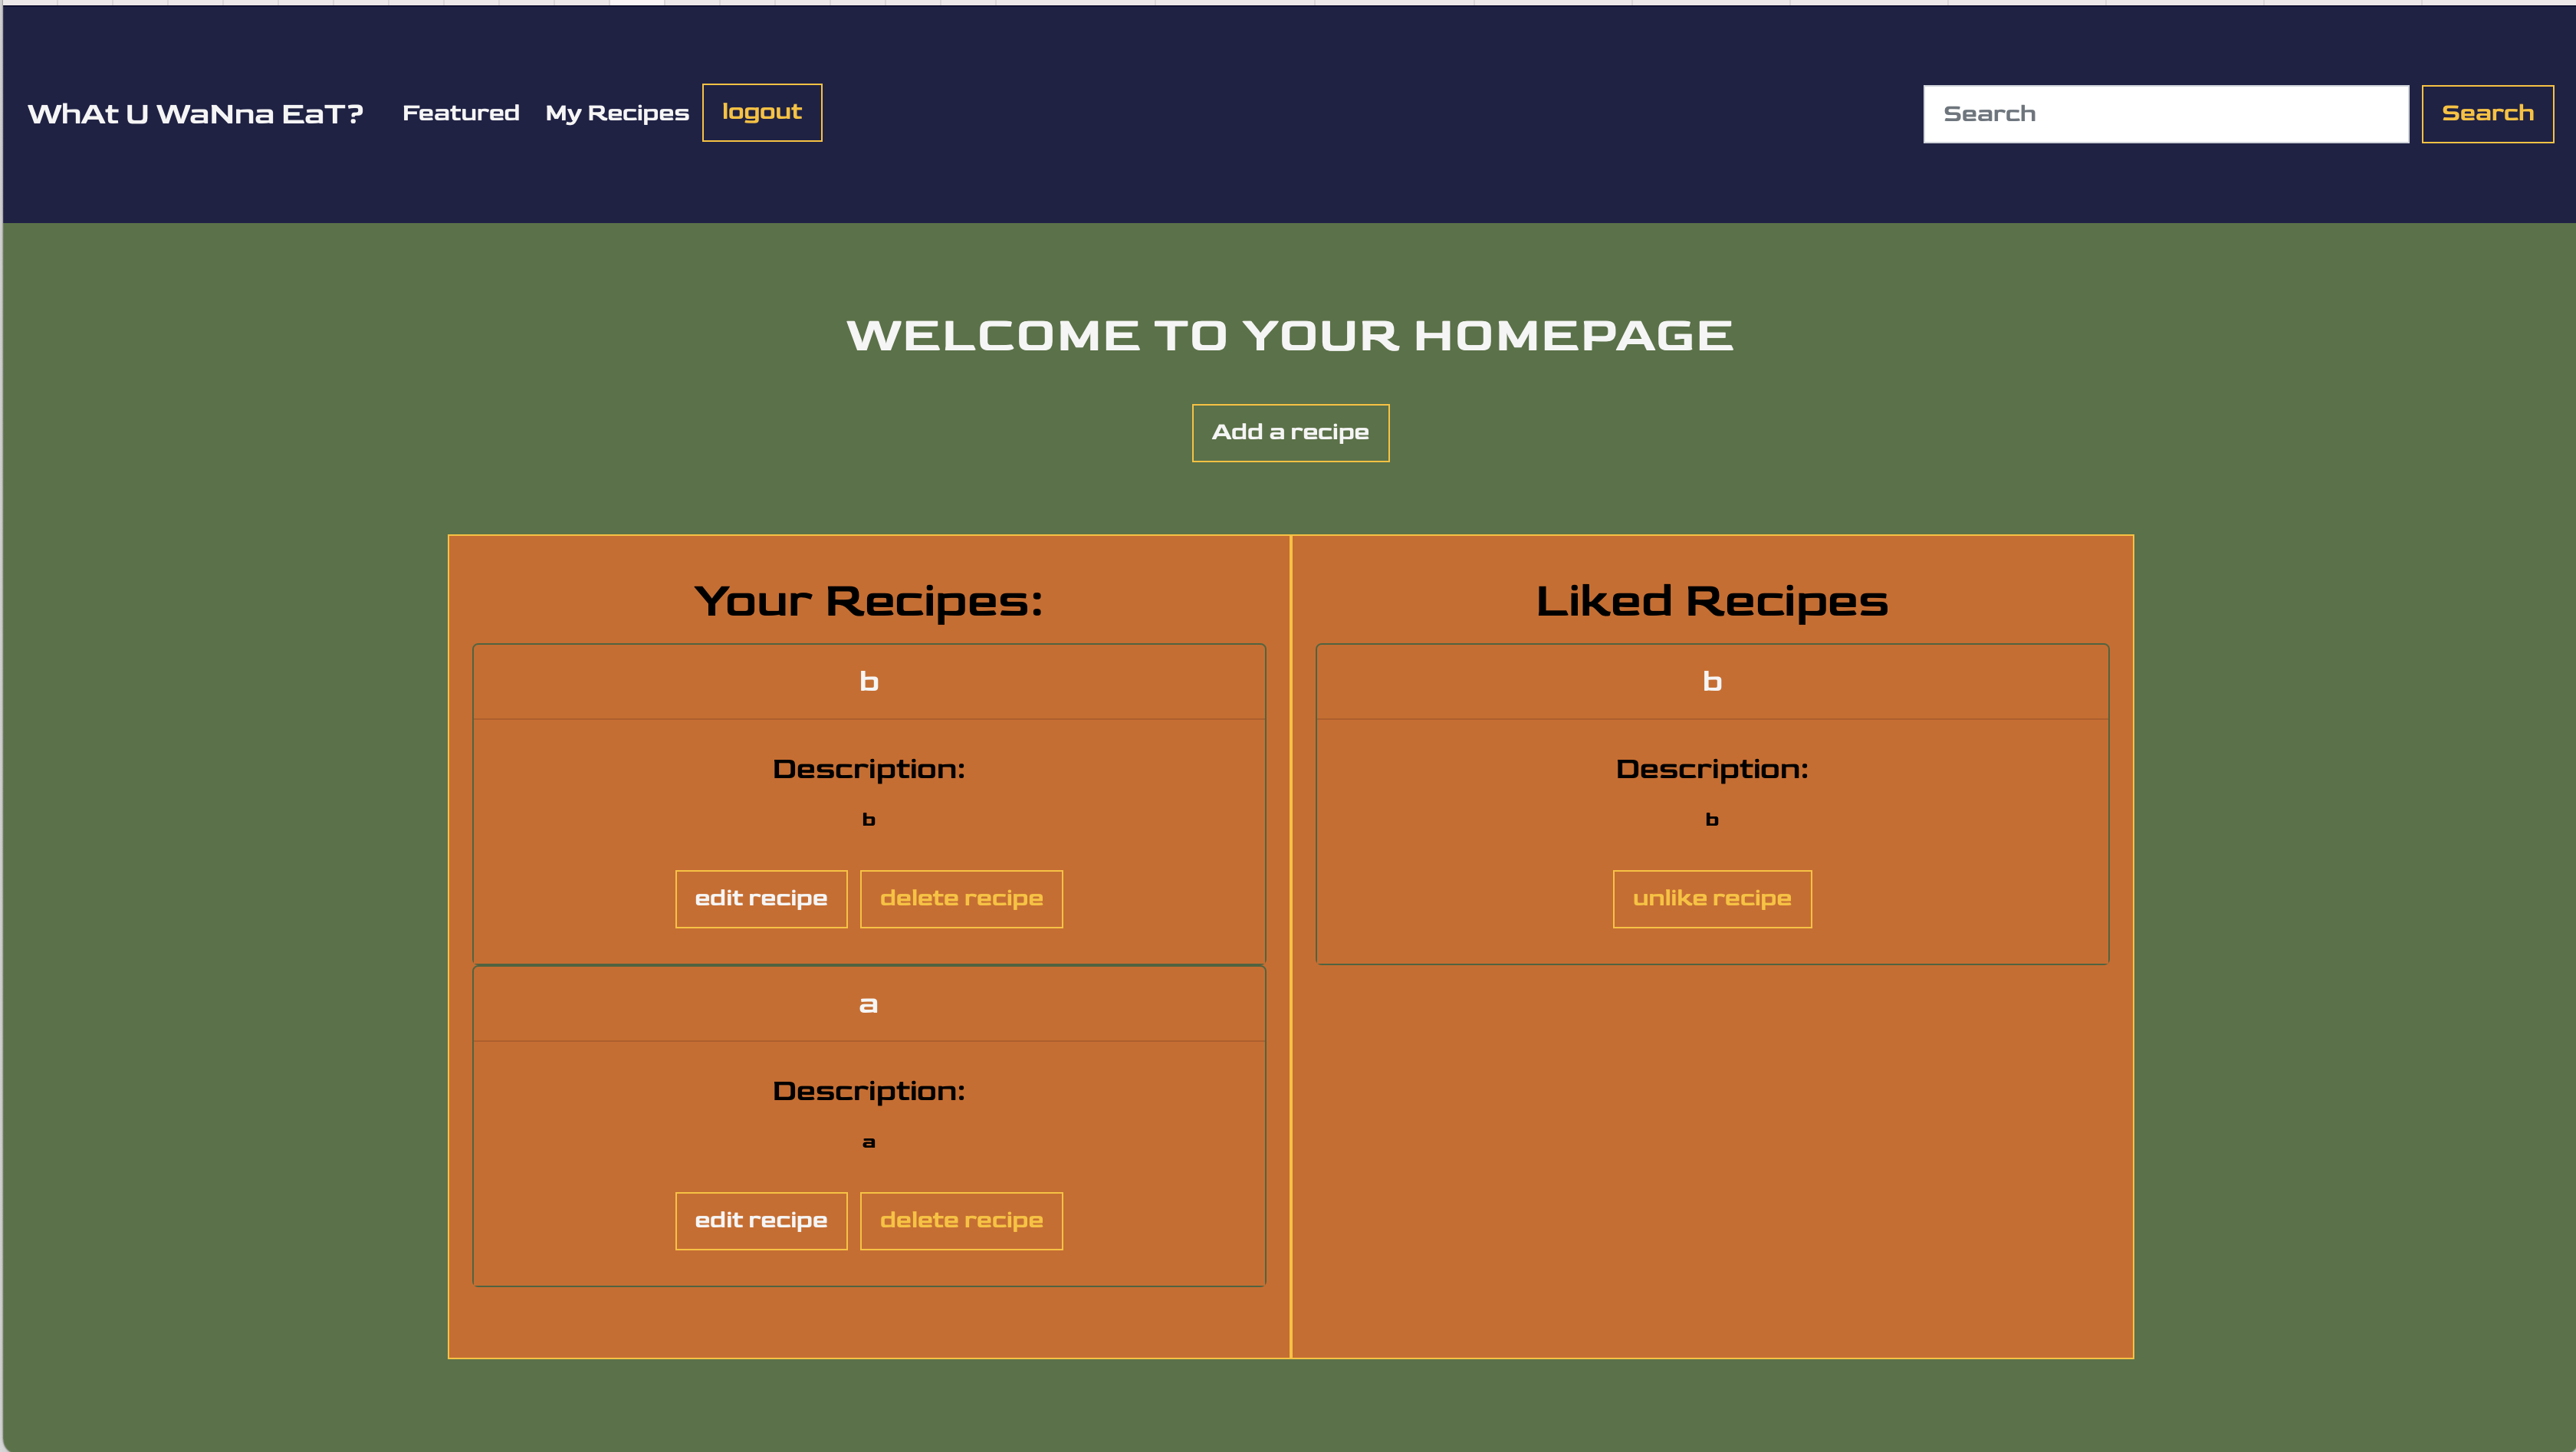 WhAt U WaNna EaT? Featured My Recipes logout Search Search
WELCOME TO YOUR HOMEPAGE
Add a recipe
Your Recipes:
b
Description:
b
edit recipe delete recipe
a
Description:
a
edit recipe delete recipe
Liked Recipes
b
Description:
b
unlike recipe